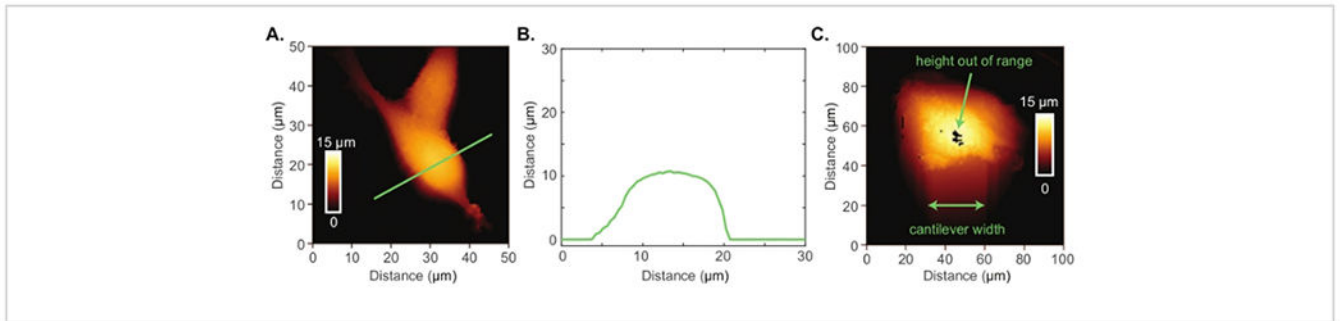 A.
50
40
30
20
10
0
Distance (µm)
15 µm
0
0 10 20 30 40 50
Distance (µm)
B.
30
20
10
0
Distance (µm)
0 10 20 30
Distance (µm)
C.
100
80
60
40
20
0
Distance (µm)
height out of range
15 µm
0
cantilever width
0 20 40 60 80 100
Distance (µm)